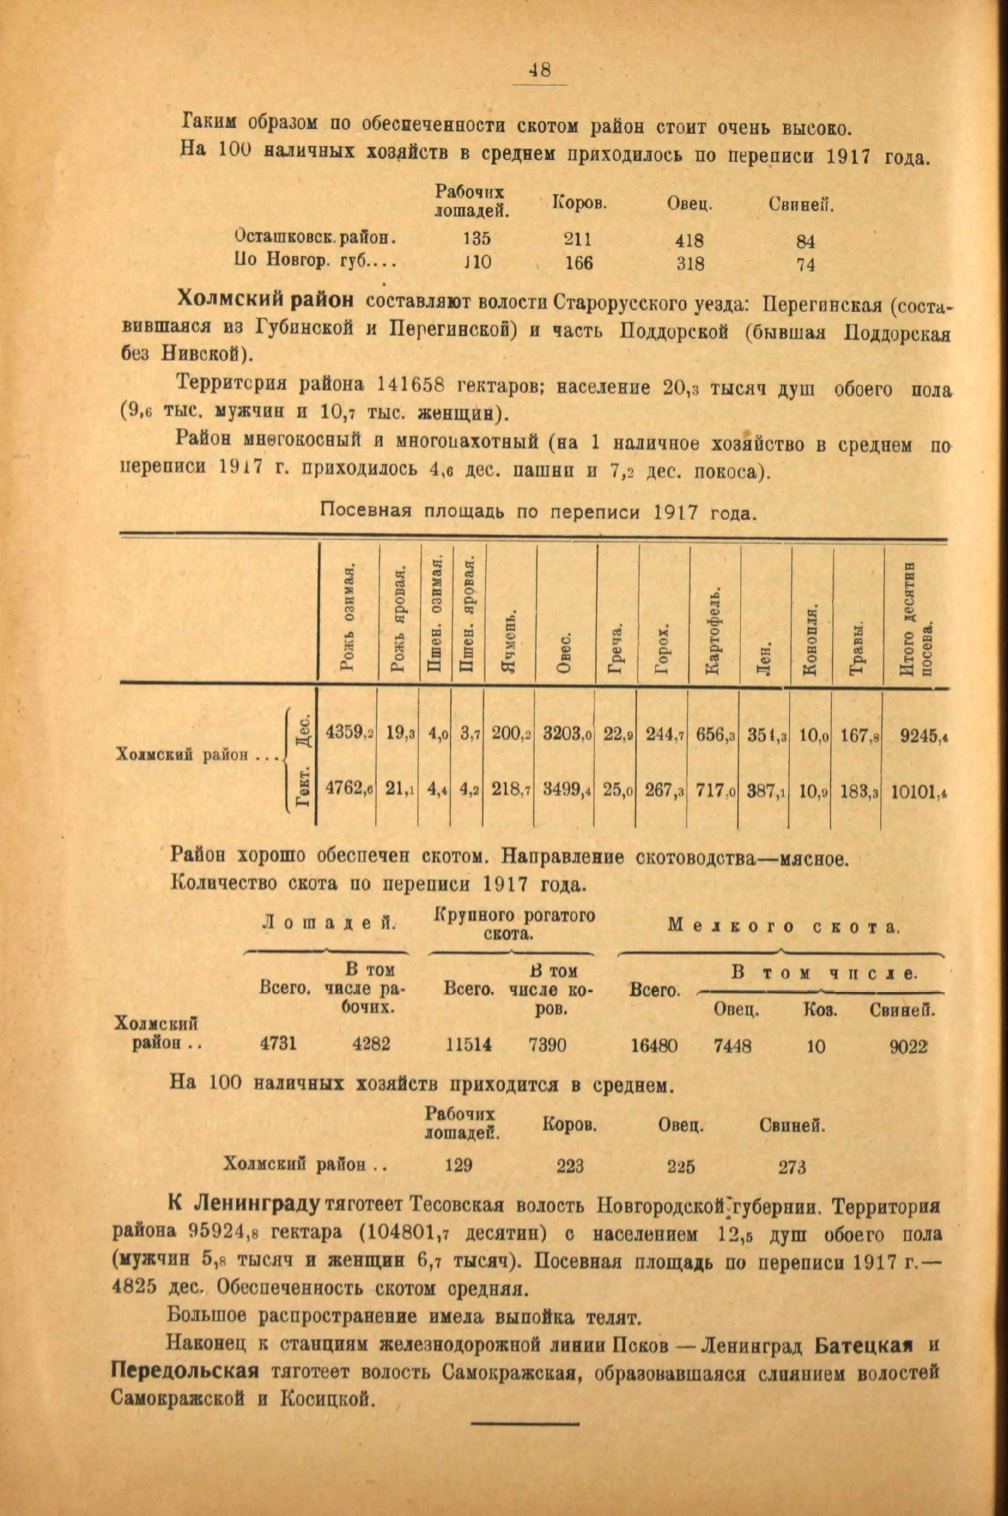 48
Таким образом по обеспеченности скотом район стоит очень высоко.
На 100 наличных хозяйств в среднем приходилось по переписи 1917 года.
Рабочих лошадей. Коров. Овец. Свиней.
Осташковск. район. 135 211 418 84
По Новгор. губ.... 110 166 318 74
Холмский район составляют волости Старорусского уезда: Перегинская (соста-
вившаяся из Губинской и Перегинской) и часть Поддорской (бывшая Поддорская
без Нивской).
Территория района 141658 гектаров; население 20,3 тысяч душ обоего пола
(9,6 тыс. мужчин и 10,7 тыс. женщин).
Район многокосный и многопахотный (на 1 наличное хозяйство в среднем по
переписи 1917 г. приходилось 4,6 дес. пашни и 7,2 дес. покоса).
Посевная площадь по переписи 1917 года.
Рожь озимая. Рожь яровая. Пшен. озимая. Пшен. яровая. Ячмень. Овес. Греча. Горох. Картофель. Лен. Конопля. Травы. Итого десятин посева.
Холмский район ...
Дес. 4359,2 19,3 4,0 3,7 200,2 3203,0 22,9 244,7 656,3 351,3 10,0 167,8 9245,4
Гект. 4762,6 21,1 4,4 4,2 218,7 3499,4 25,0 267,3 717,0 387,1 10,9 183,3 10101,4
Район хорошо обеспечен скотом. Направление скотоводства—мясное.
Количество скота по переписи 1917 года.
Лошадей. Крупного рогатого скота. Мелкого скота.
Всего. В том числе рабочих. Всего. В том числе коров. Всего. В том числе.
Овец. Коз. Свиней.
Холмский
район .. 4731 4282 11514 7390 16480 7448 10 9022
На 100 наличных хозяйств приходится в среднем.
Рабочих лошадей. Коров. Овец. Свиней.
Холмский район .. 129 223 225 273
К Ленинграду тяготеет Тесовская волость Новгородской губернии. Территория
района 95924,8 гектара (104801,7 десятин) с населением 12,5 душ обоего пола
(мужчин 5,8 тысяч и женщин 6,7 тысяч). Посевная площадь по переписи 1917 г.—
4825 дес. Обеспеченность скотом средняя.
Большое распространение имела выпойка телят.
Наконец к станциям железнодорожной линии Псков — Ленинград Батецкая и
Передольская тяготеет волость Самокражская, образовавшаяся слиянием волостей
Самокражской и Косицкой.